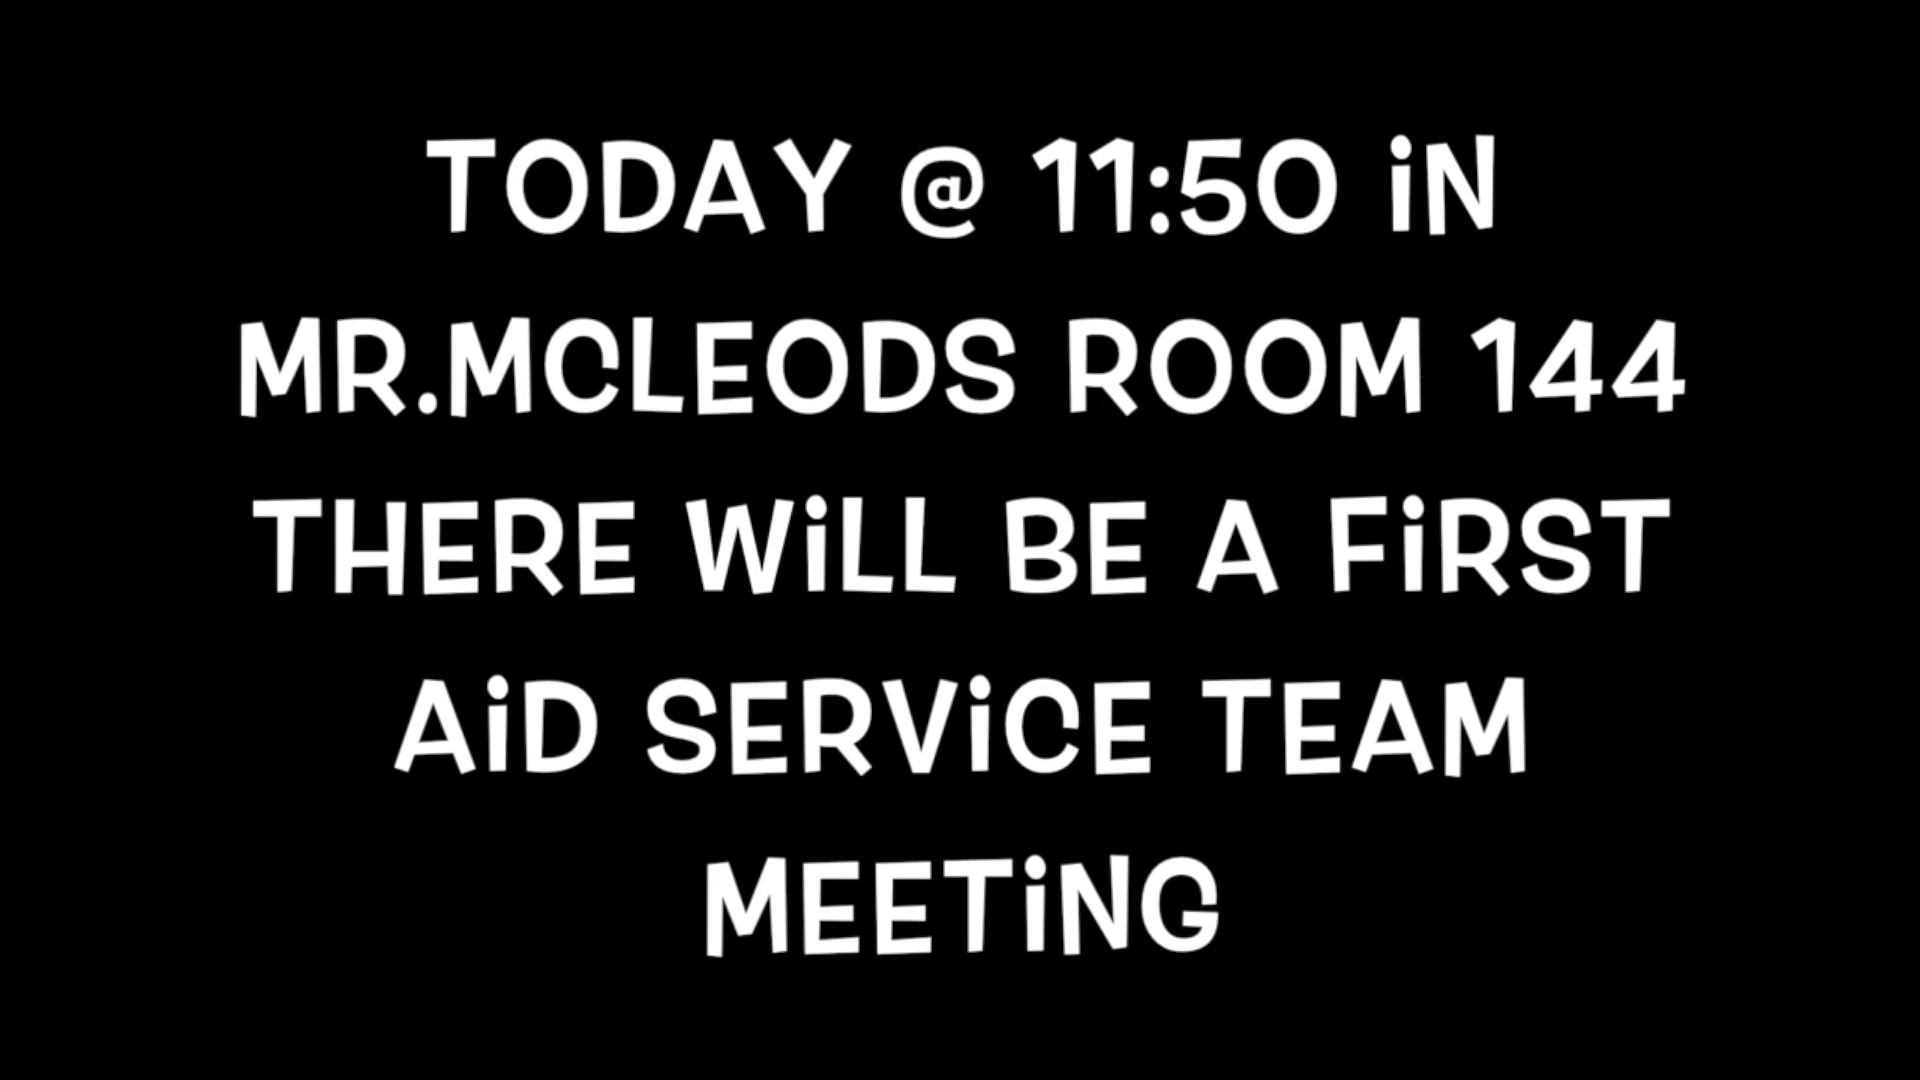 TODAY @ 11:50 iN
MR.MCLEODS ROOM 144
THERE WiLL BE A FiRST
AiD SERViCE TEAM
MEETiNG